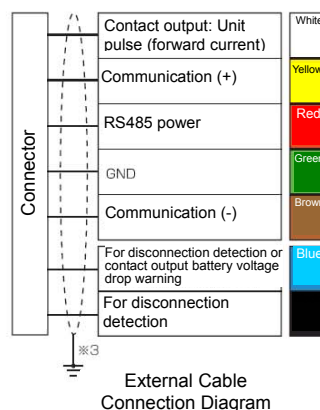 Connector
Contact output: Unit
pulse (forward current)
White
Communication (+)
Yellow
RS485 power
Red
GND
Green
Communication (-)
Brown
For disconnection detection or
contact output battery voltage
drop warning
Blue
For disconnection
detection
※3
External Cable
Connection Diagram